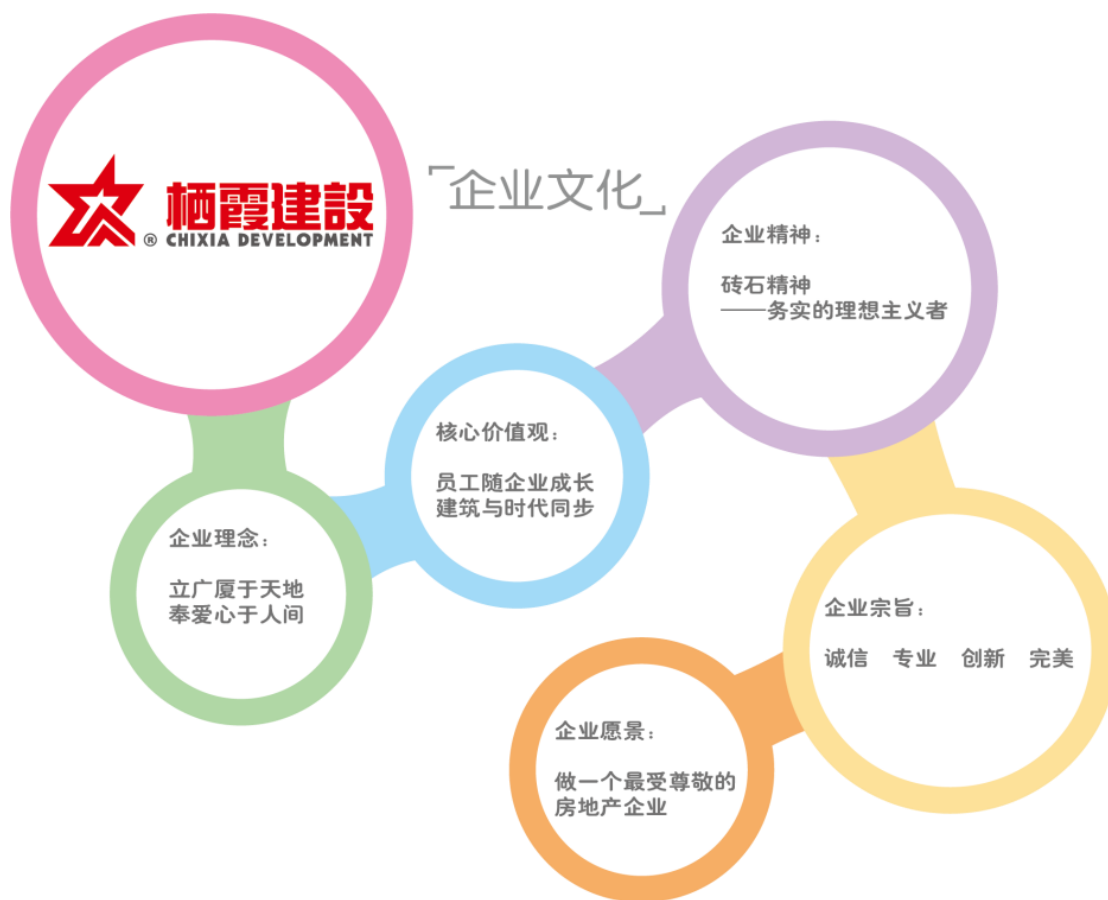 栖霞建設
® CHIXIA DEVELOPMENT
企业文化
企业理念：
立广厦于天地
奉爱心于人间
核心价值观：
员工随企业成长
建筑与时代同步
企业精神：
砖石精神
——务实的理想主义者
企业宗旨：
诚信 专业 创新 完美
企业愿景：
做一个最受尊敬的
房地产企业